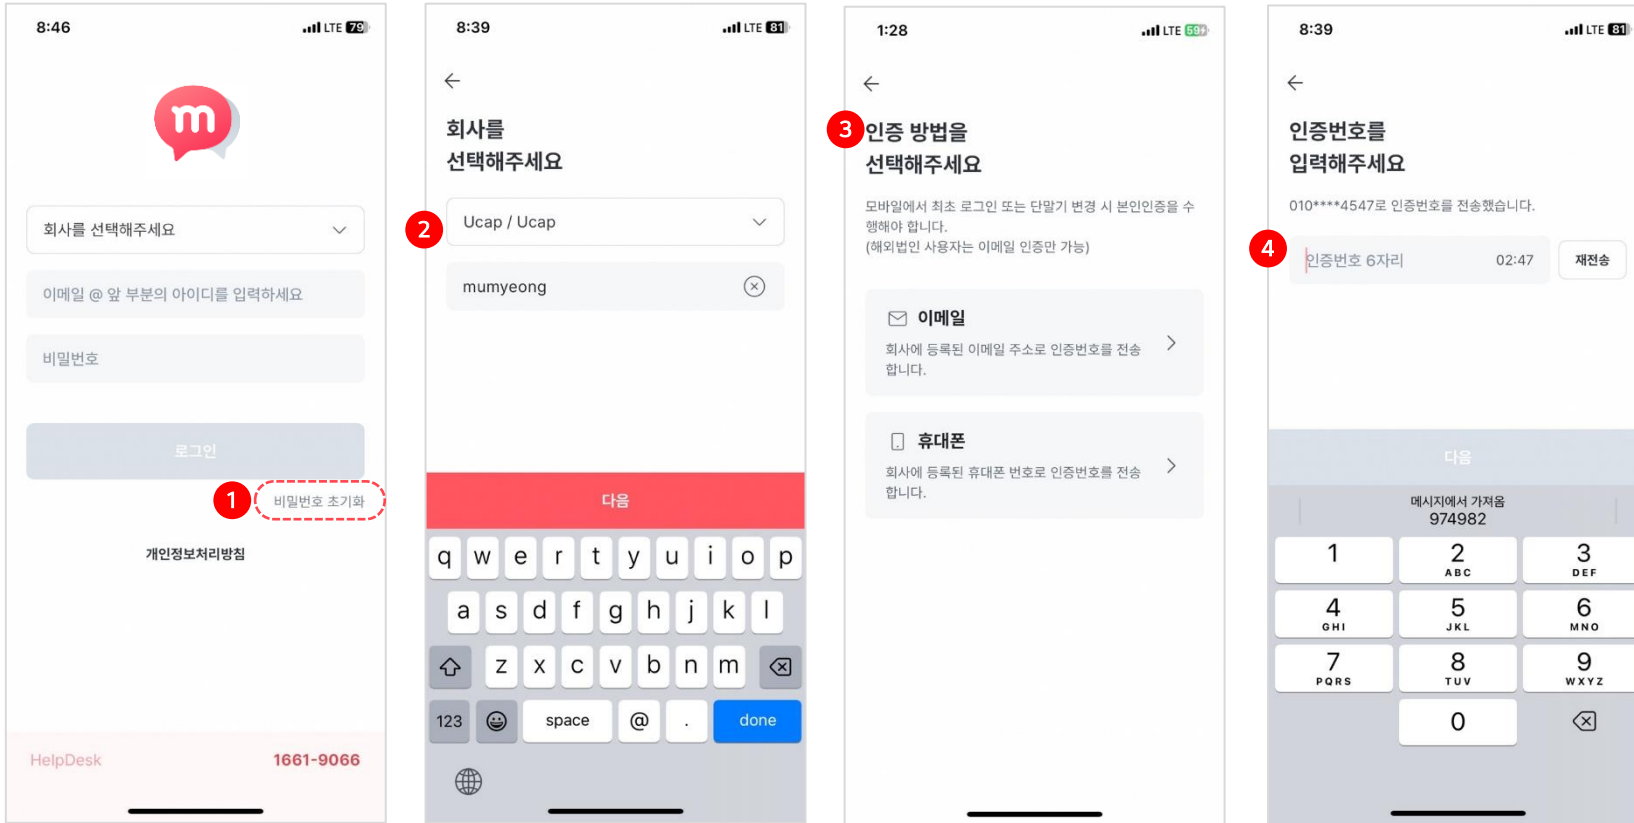 8:46
LTE 79
m
회사를 선택해주세요
이메일 @ 앞 부분의 아이디를 입력하세요
비밀번호
로그인
1
비밀번호 초기화
개인정보처리방침
HelpDesk
1661-9066
8:39
LTE 81
회사를
선택해주세요
2
Ucap / Ucap
mumyeong
다음
q w e r t y u i o p
a s d f g h j k l
z x c v b n m
123 space @ . done
1:28
LTE 59
3
인증 방법을
선택해주세요
모바일에서 최초 로그인 또는 단말기 변경 시 본인인증을 수
행해야 합니다.
(해외법인 사용자는 이메일 인증만 가능)
이메일
회사에 등록된 이메일 주소로 인증번호를 전송
합니다.
휴대폰
회사에 등록된 휴대폰 번호로 인증번호를 전송
합니다.
8:39
LTE 81
인증번호를
입력해주세요
010****4547로 인증번호를 전송했습니다.
4
인증번호 6자리 02:47 재전송
다음
메시지에서 가져옴
974982
1 2 3
ABC DEF
4 5 6
GHI JKL MNO
7 8 9
PQRS TUV WXYZ
0